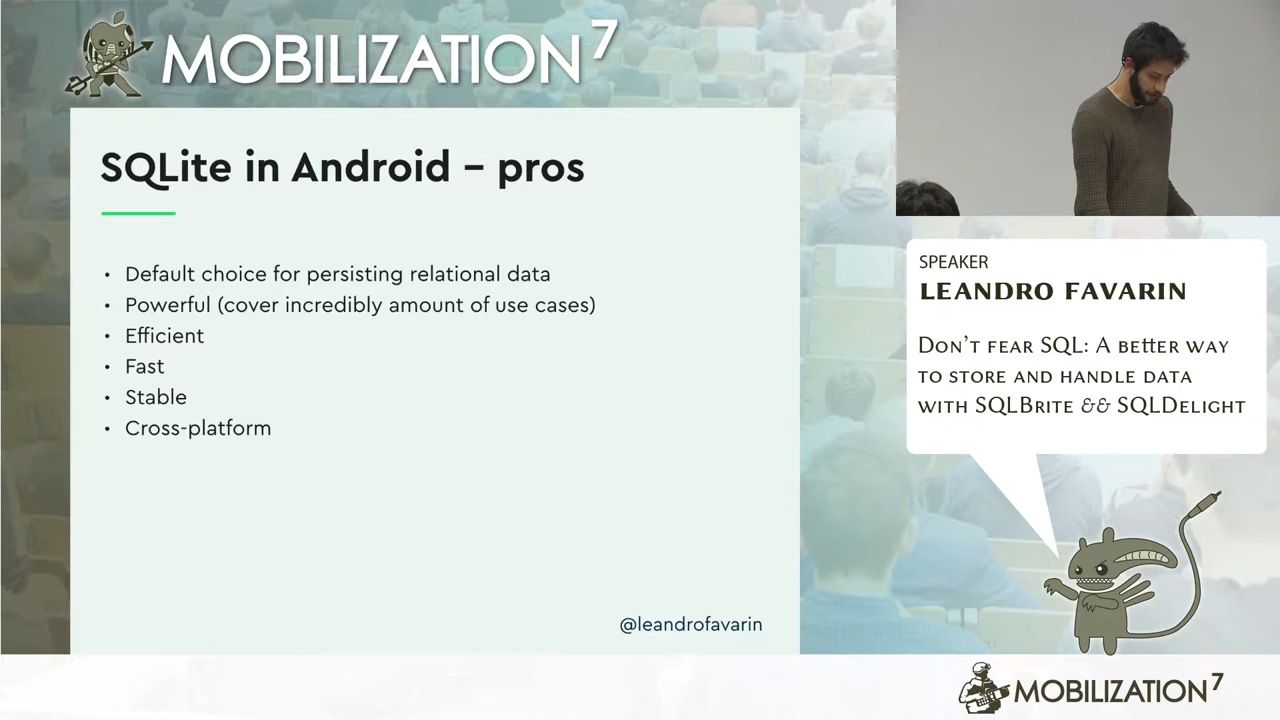 MOBILIZATION 7
SQLite in Android – pros
• Default choice for persisting relational data
• Powerful (cover incredibly amount of use cases)
• Efficient
• Fast
• Stable
• Cross-platform
@leandrofavarin
SPEAKER
LEANDRO FAVARIN
DON'T FEAR SQL: A BETTER WAY
TO STORE AND HANDLE DATA
WITH SQLBRITE && SQLDELIGHT
MOBILIZATION 7